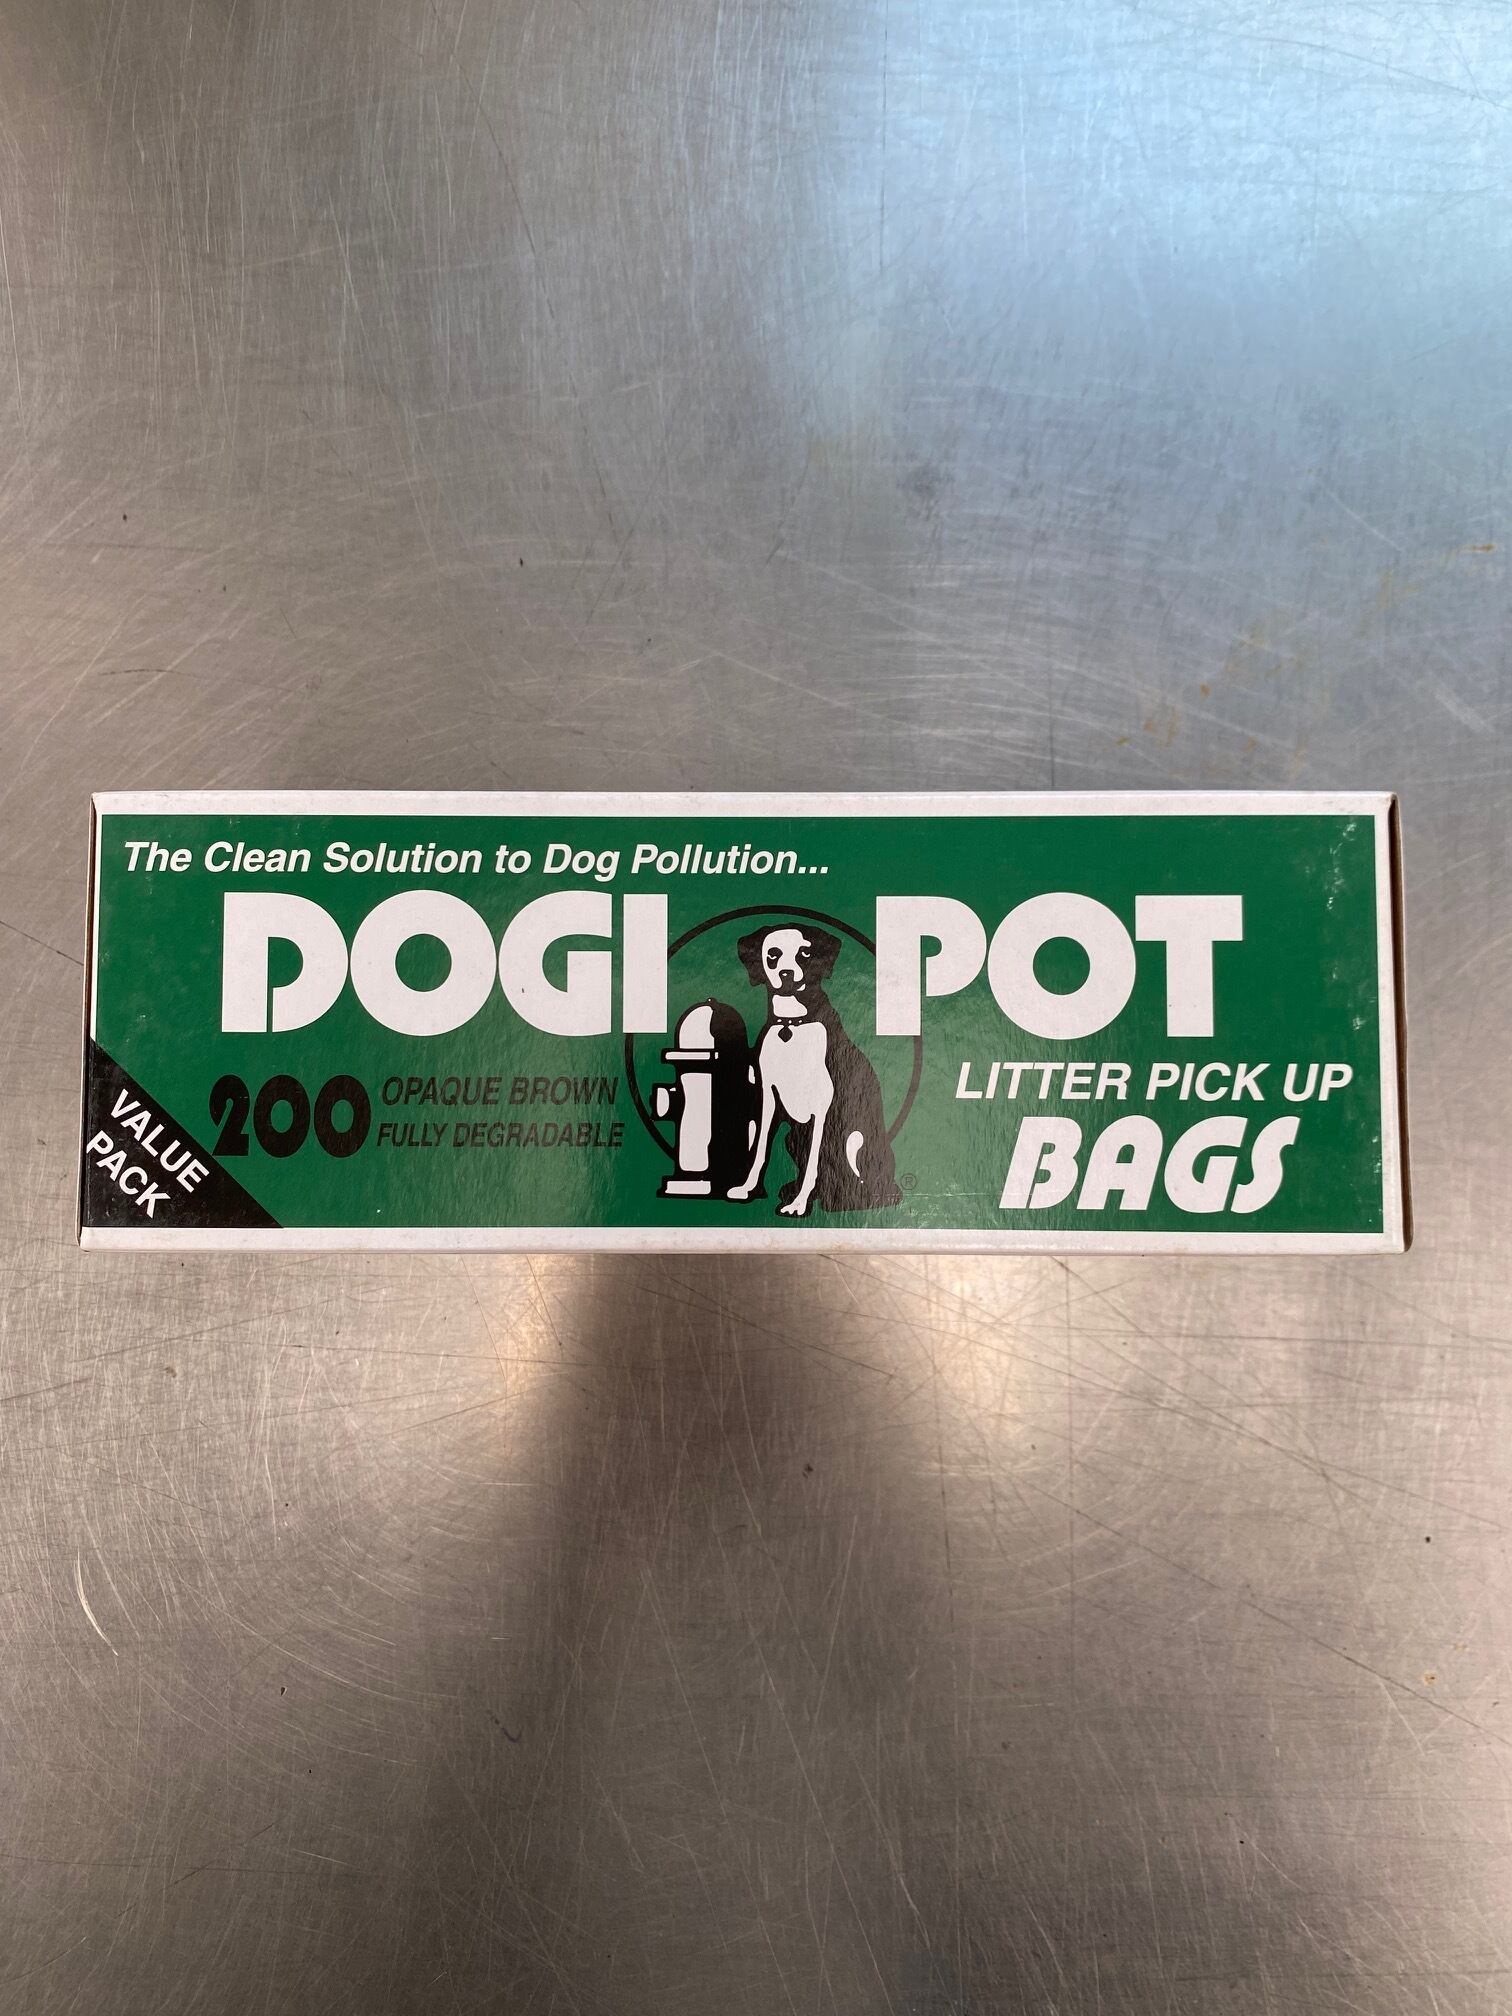 The Clean Solution to Dog Pollution...
DOGI POT
200 OPAQUE BROWN
FULLY DEGRADABLE
LITTER PICK UP
BAGS
®
VALUE
PACK